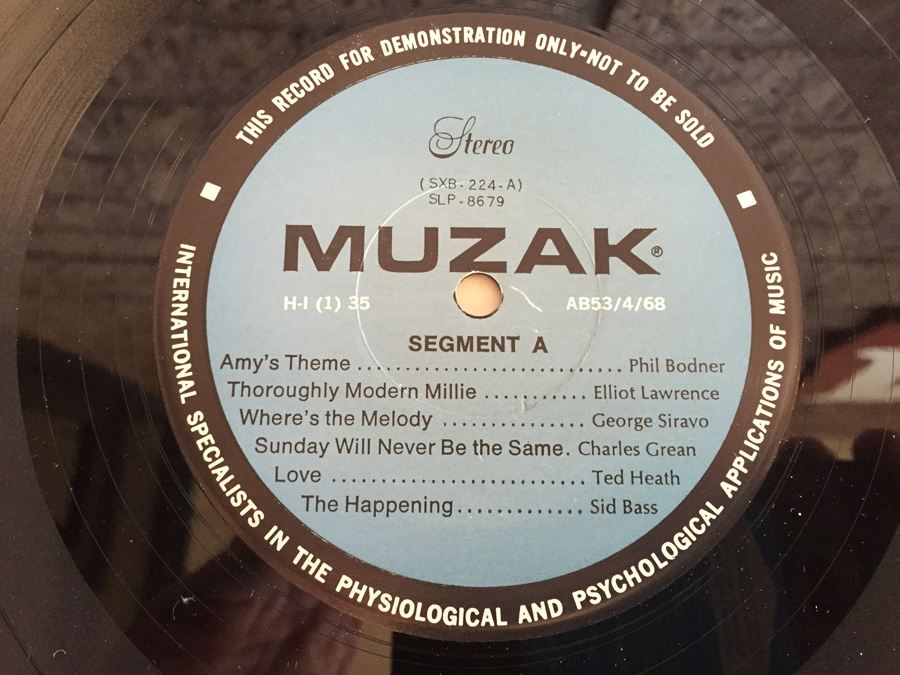 THIS RECORD FOR DEMONSTRATION ONLY-NOT TO BE SOLD
Stereo
(SXB-224-A)
SLP-8679
MUZAK®
H-I (1) 35 AB53/4/68
SEGMENT A
Amy's Theme .............................. Phil Bodner
Thoroughly Modern Millie ........... Elliot Lawrence
Where's the Melody ................ George Siravo
Sunday Will Never Be the Same. Charles Grean
Love ............................. Ted Heath
The Happening.............. Sid Bass
INTERNATIONAL SPECIALISTS IN THE PHYSIOLOGICAL AND PSYCHOLOGICAL APPLICATIONS OF MUSIC